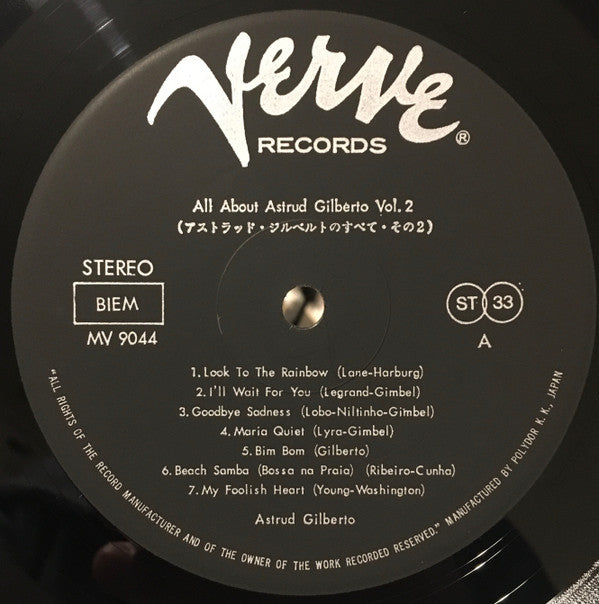 Verve
RECORDS ®
All About Astrud Gilberto Vol.2
(アストラッド・ジルベルトのすべて・その2)
STEREO
BIEM
MV 9044
ST 33
A
1.Look To The Rainbow (Lane-Harburg)
2.I'll Wait For You (Legrand-Gimbel)
3.Goodbye Sadness (Lobo-Niltinho-Gimbel)
4.Maria Quiet (Lyra-Gimbel)
5.Bim Bom (Gilberto)
6.Beach Samba (Bossa na Praia) (Ribeiro-Cunha)
7.My Foolish Heart (Young-Washington)
Astrud Gilberto
"ALL RIGHTS OF THE RECORD MANUFACTURER AND OF THE OWNER OF THE WORK RECORDED RESERVED." MANUFACTURED BY POLYDOR K. K., JAPAN